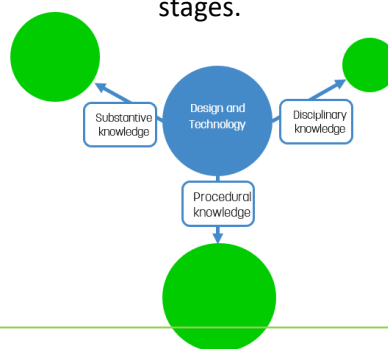 stages.
Design and
Technology
Substantive
knowledge
Disciplinary
knowledge
Procedural
knowledge